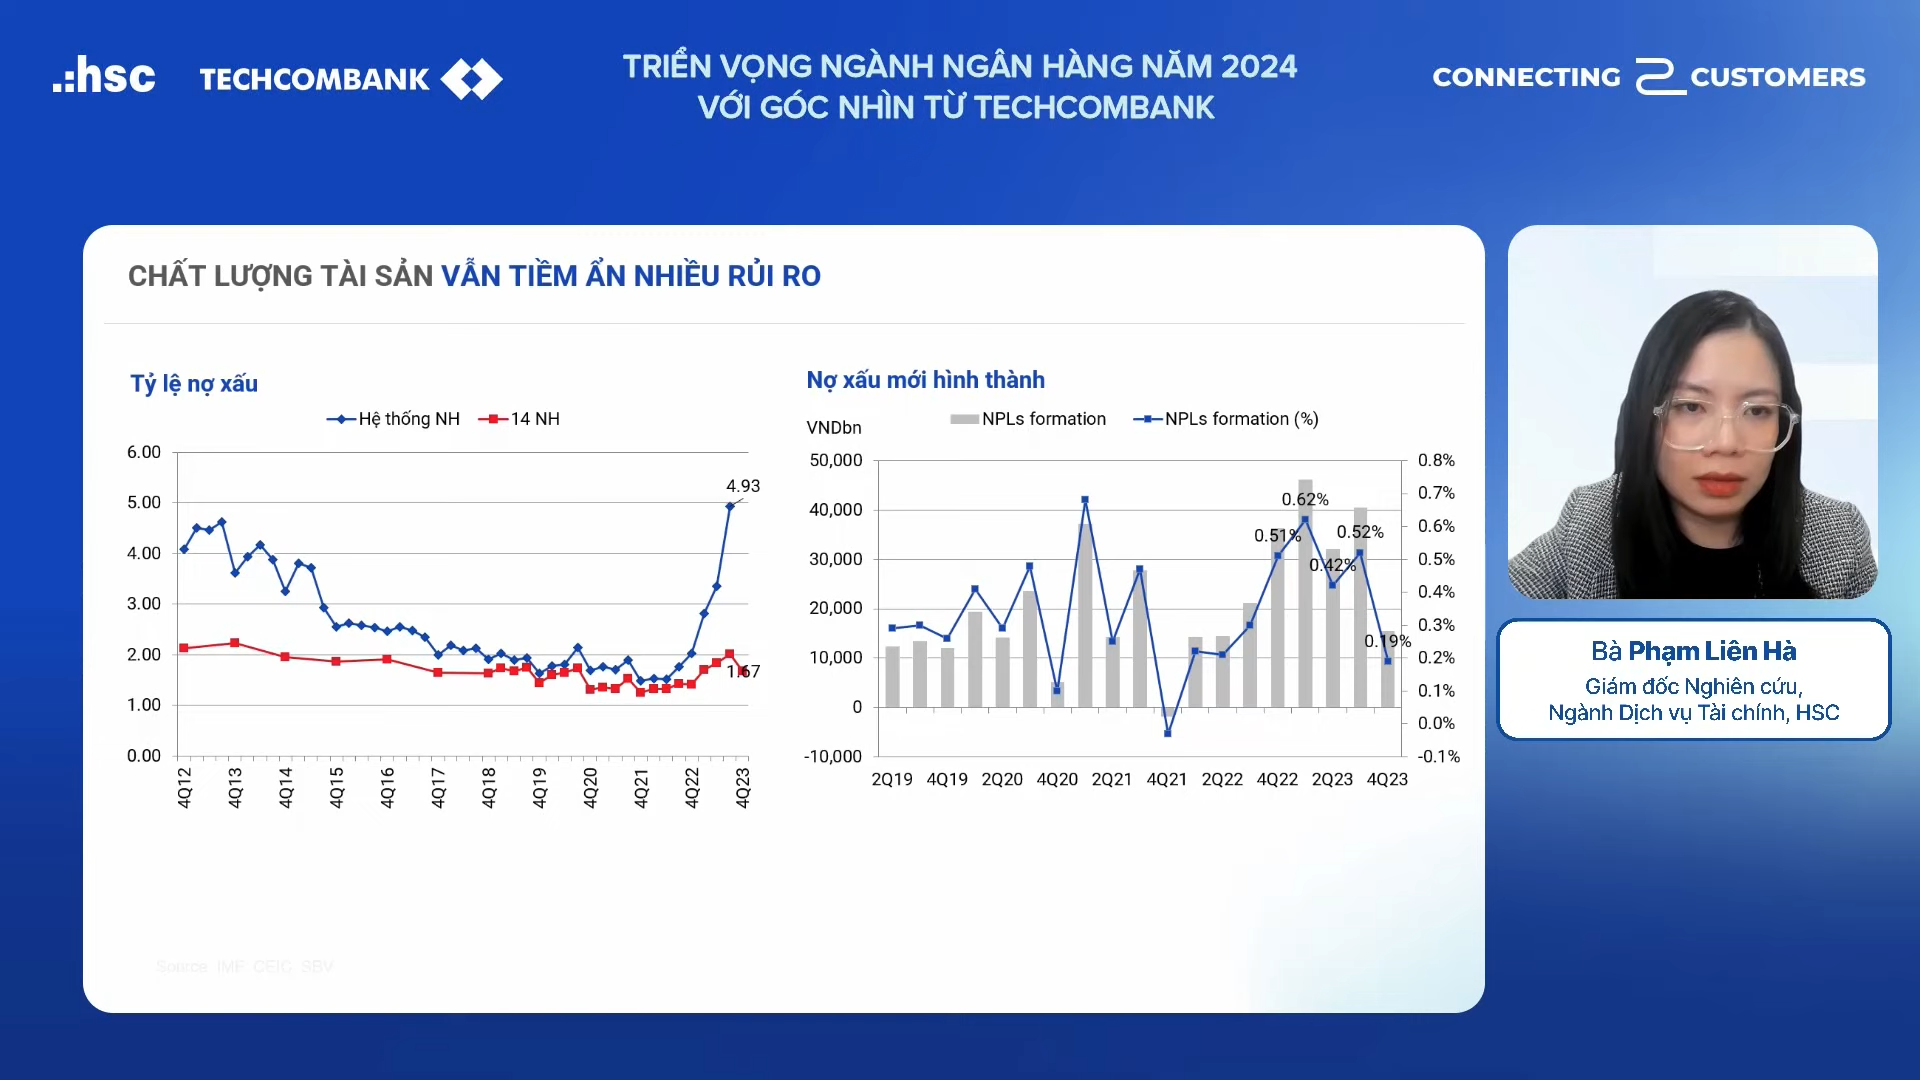 .:hsc
TECHCOMBANK
TRIỂN VỌNG NGÀNH NGÂN HÀNG NĂM 2024
VỚI GÓC NHÌN TỪ TECHCOMBANK
CONNECTING CUSTOMERS
CHẤT LƯỢNG TÀI SẢN VẪN TIỀM ẨN NHIỀU RỦI RO
Tỷ lệ nợ xấu
Hệ thống NH
14 NH
6.00
5.00
4.00
3.00
2.00
1.00
0.00
4.93
1.67
4Q12
4Q13
4Q14
4Q15
4Q16
4Q17
4Q18
4Q19
4Q20
4Q21
4Q22
4Q23
Nợ xấu mới hình thành
VNDbn
NPLs formation
NPLs formation (%)
50,000
40,000
30,000
20,000
10,000
0
-10,000
0.51%
0.62%
0.42%
0.52%
0.19%
0.8%
0.7%
0.6%
0.5%
0.4%
0.3%
0.2%
0.1%
0.0%
-0.1%
2Q19
4Q19
2Q20
4Q20
2Q21
4Q21
2Q22
4Q22
2Q23
4Q23
Source: IMF, CEIC, SBV
Bà Phạm Liên Hà
Giám đốc Nghiên cứu,
Ngành Dịch vụ Tài chính, HSC